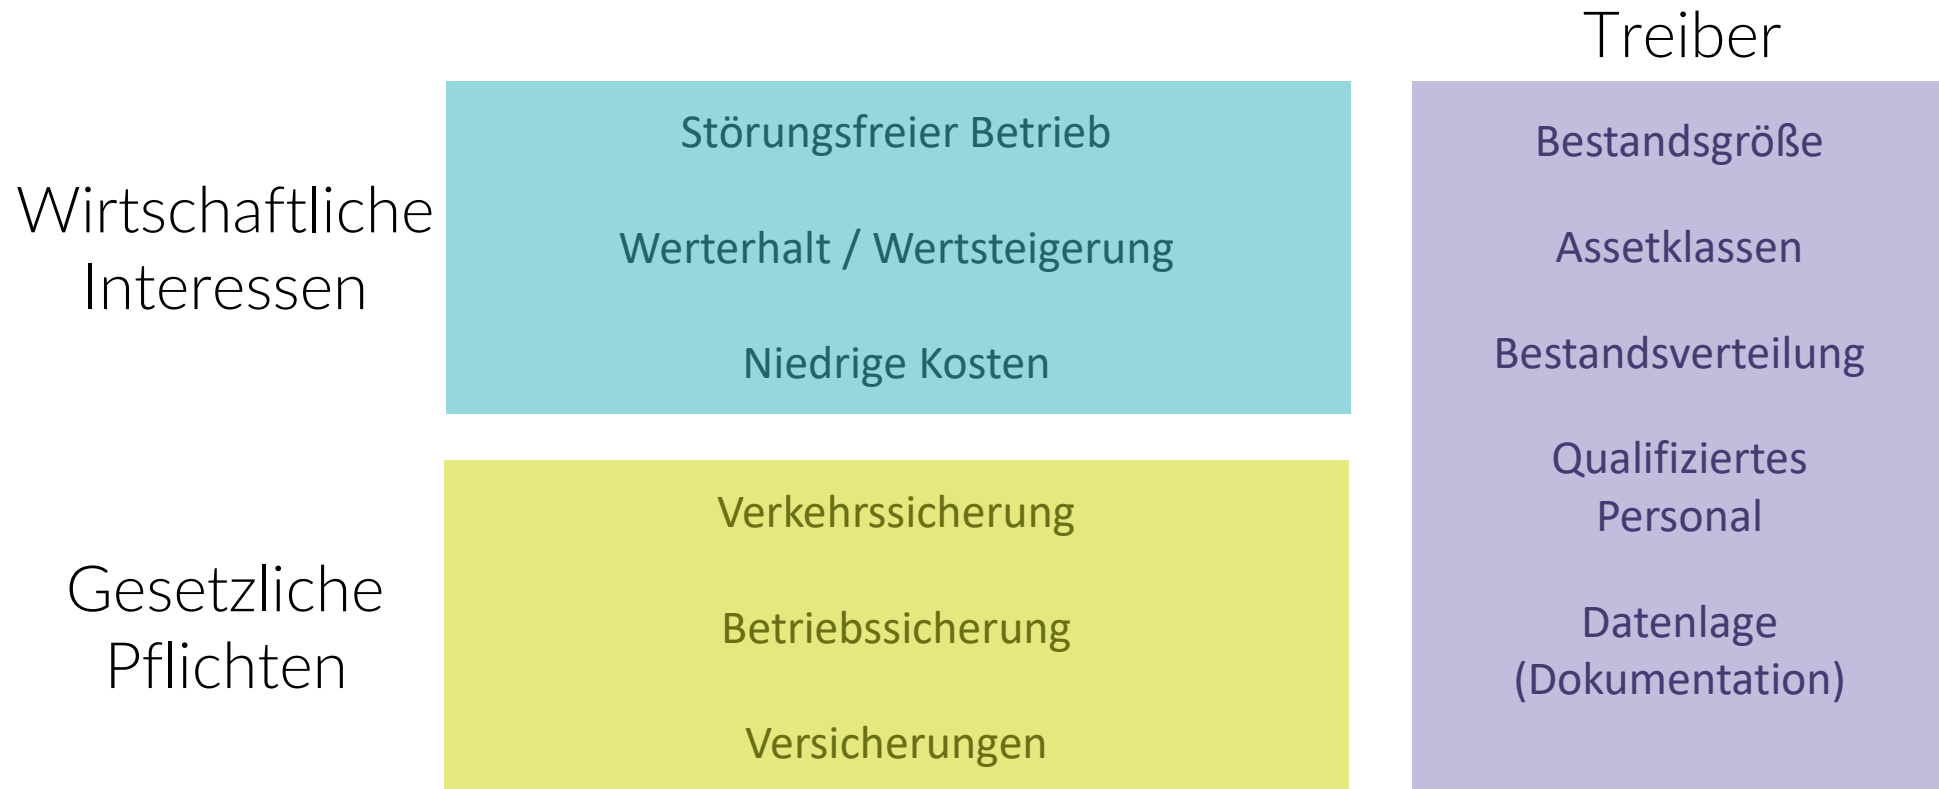 Wirtschaftliche
Interessen
Störungsfreier Betrieb
Werterhalt / Wertsteigerung
Niedrige Kosten
Gesetzliche
Pflichten
Verkehrssicherung
Betriebssicherung
Versicherungen
Treiber
Bestandsgröße
Assetklassen
Bestandsverteilung
Qualifiziertes
Personal
Datenlage
(Dokumentation)